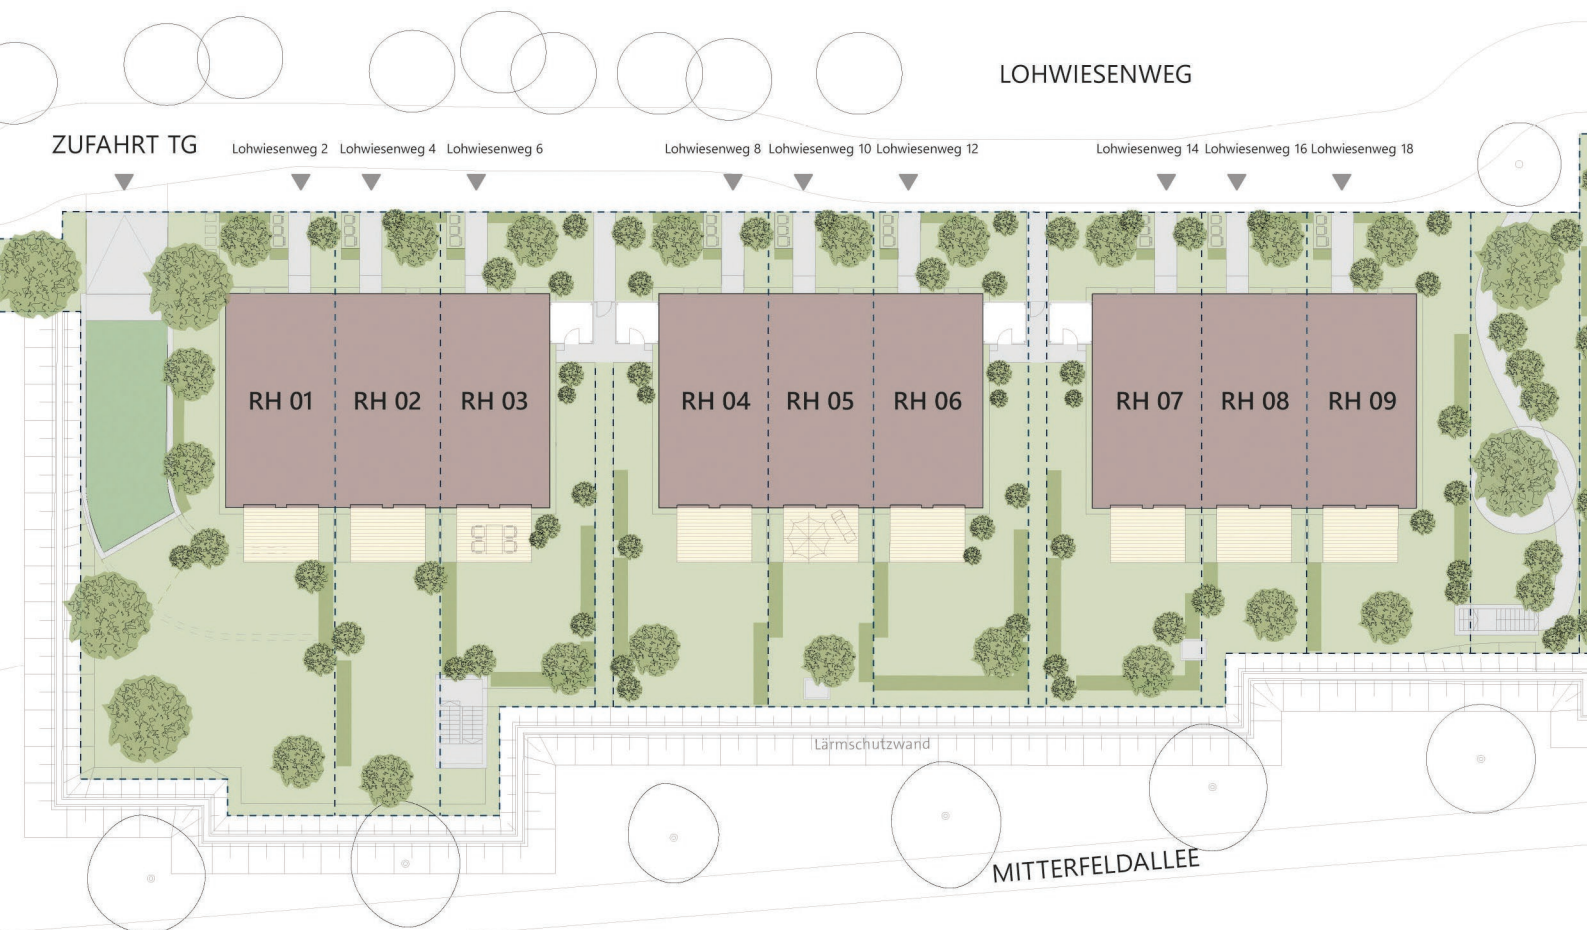 LOHWIESENWEG
ZUFAHRT TG
Lohwiesenweg 2
Lohwiesenweg 4
Lohwiesenweg 6
Lohwiesenweg 8
Lohwiesenweg 10
Lohwiesenweg 12
Lohwiesenweg 14
Lohwiesenweg 16
Lohwiesenweg 18
RH 01
RH 02
RH 03
RH 04
RH 05
RH 06
RH 07
RH 08
RH 09
Lärmschutzwand
MITTERFELDALLEE